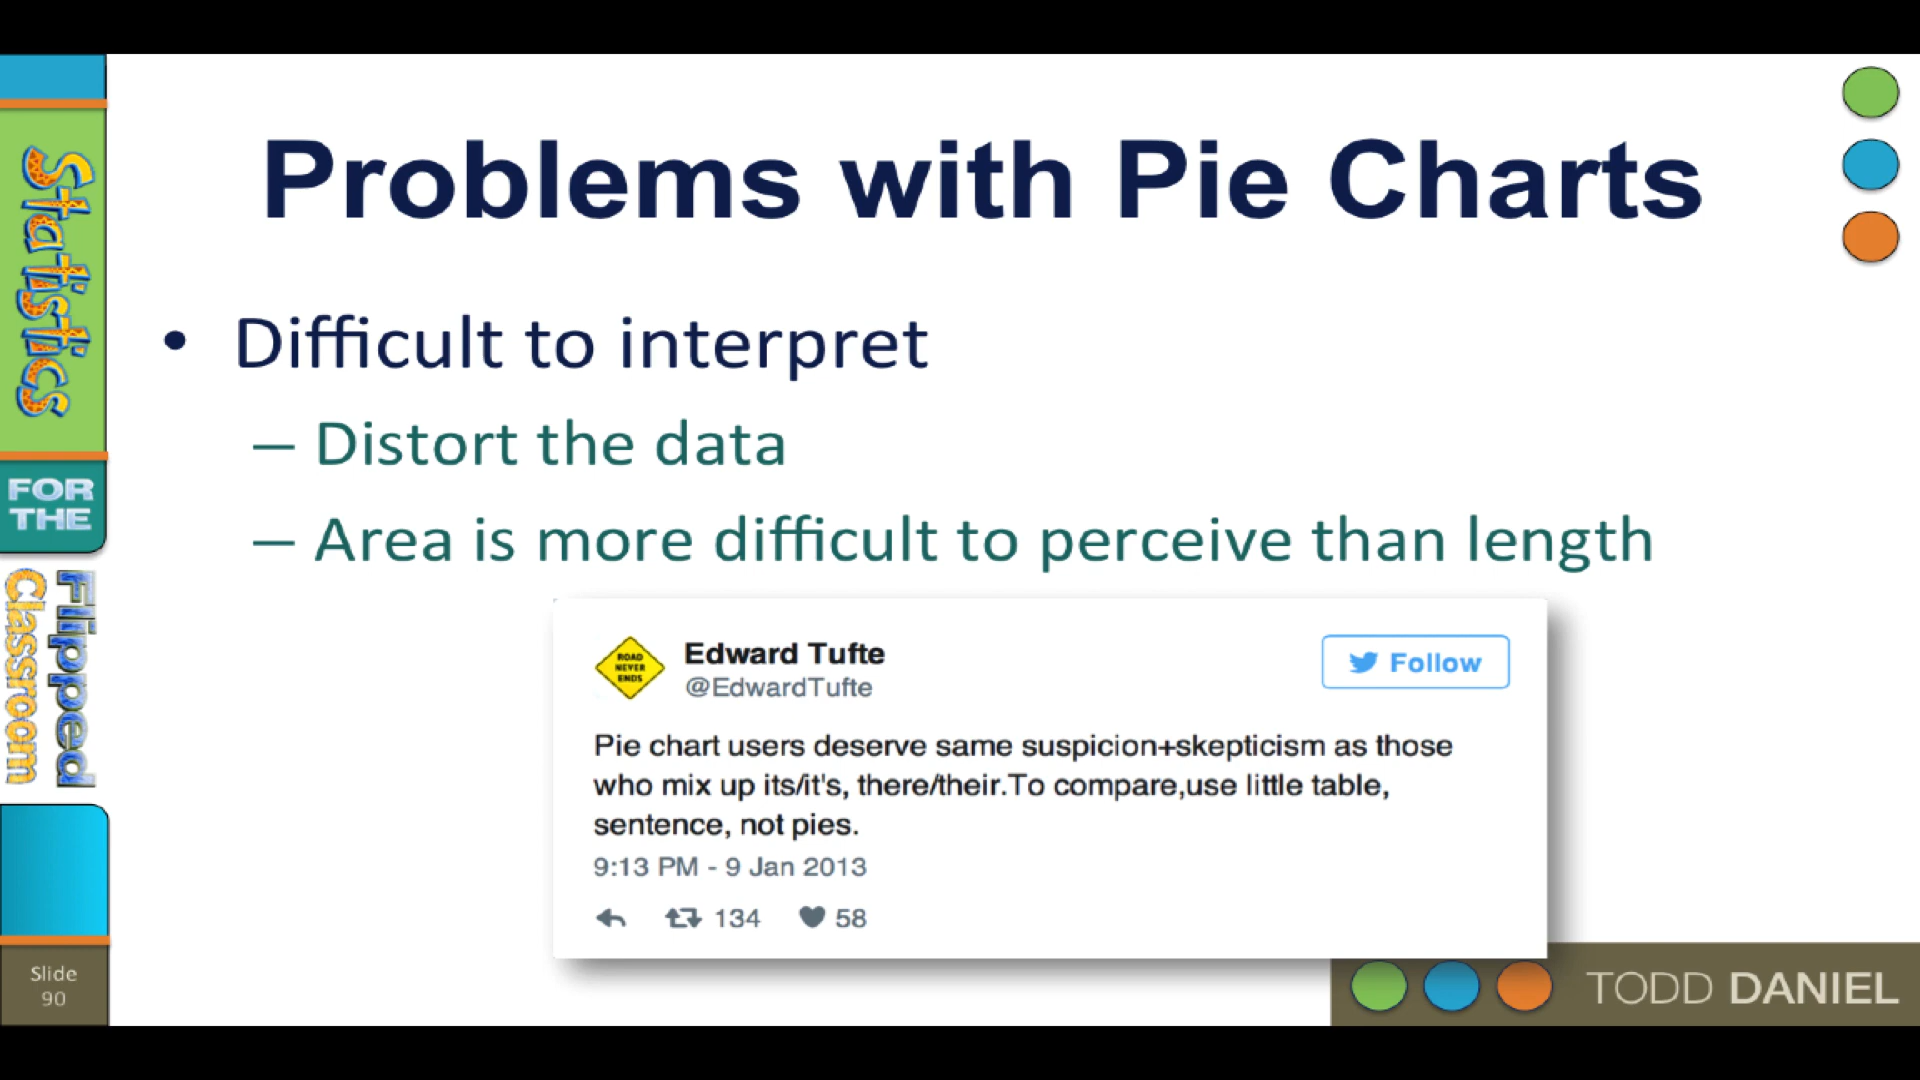 Statistics
FOR
THE
Flipped
Classroom
Slide
90
Problems with Pie Charts
• Difficult to interpret
– Distort the data
– Area is more difficult to perceive than length
ROAD
NEVER
ENDS
Edward Tufte
@EdwardTufte
Follow
Pie chart users deserve same suspicion+skepticism as those
who mix up its/it's, there/their.To compare,use little table,
sentence, not pies.
9:13 PM - 9 Jan 2013
134 58
TODD DANIEL